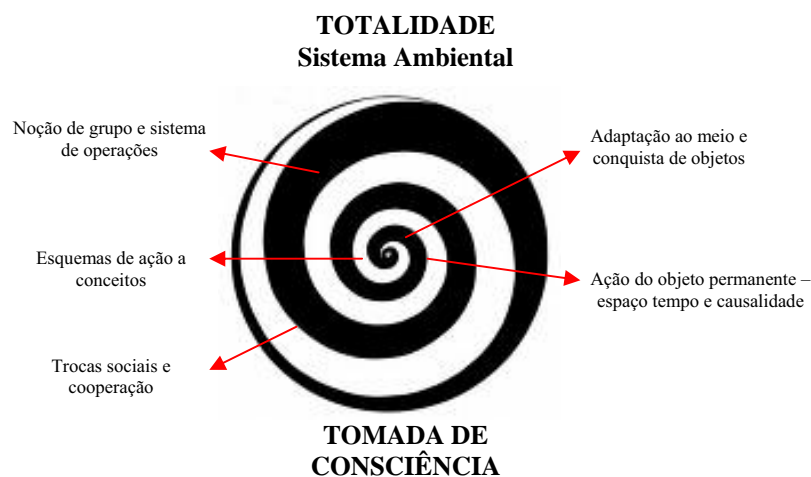 TOTALIDADE
Sistema Ambiental
Noção de grupo e sistema
de operações
Adaptação ao meio e
conquista de objetos
Esquemas de ação a
conceitos
Ação do objeto permanente –
espaço tempo e causalidade
Trocas sociais e
cooperação
TOMADA DE
CONSCIÊNCIA